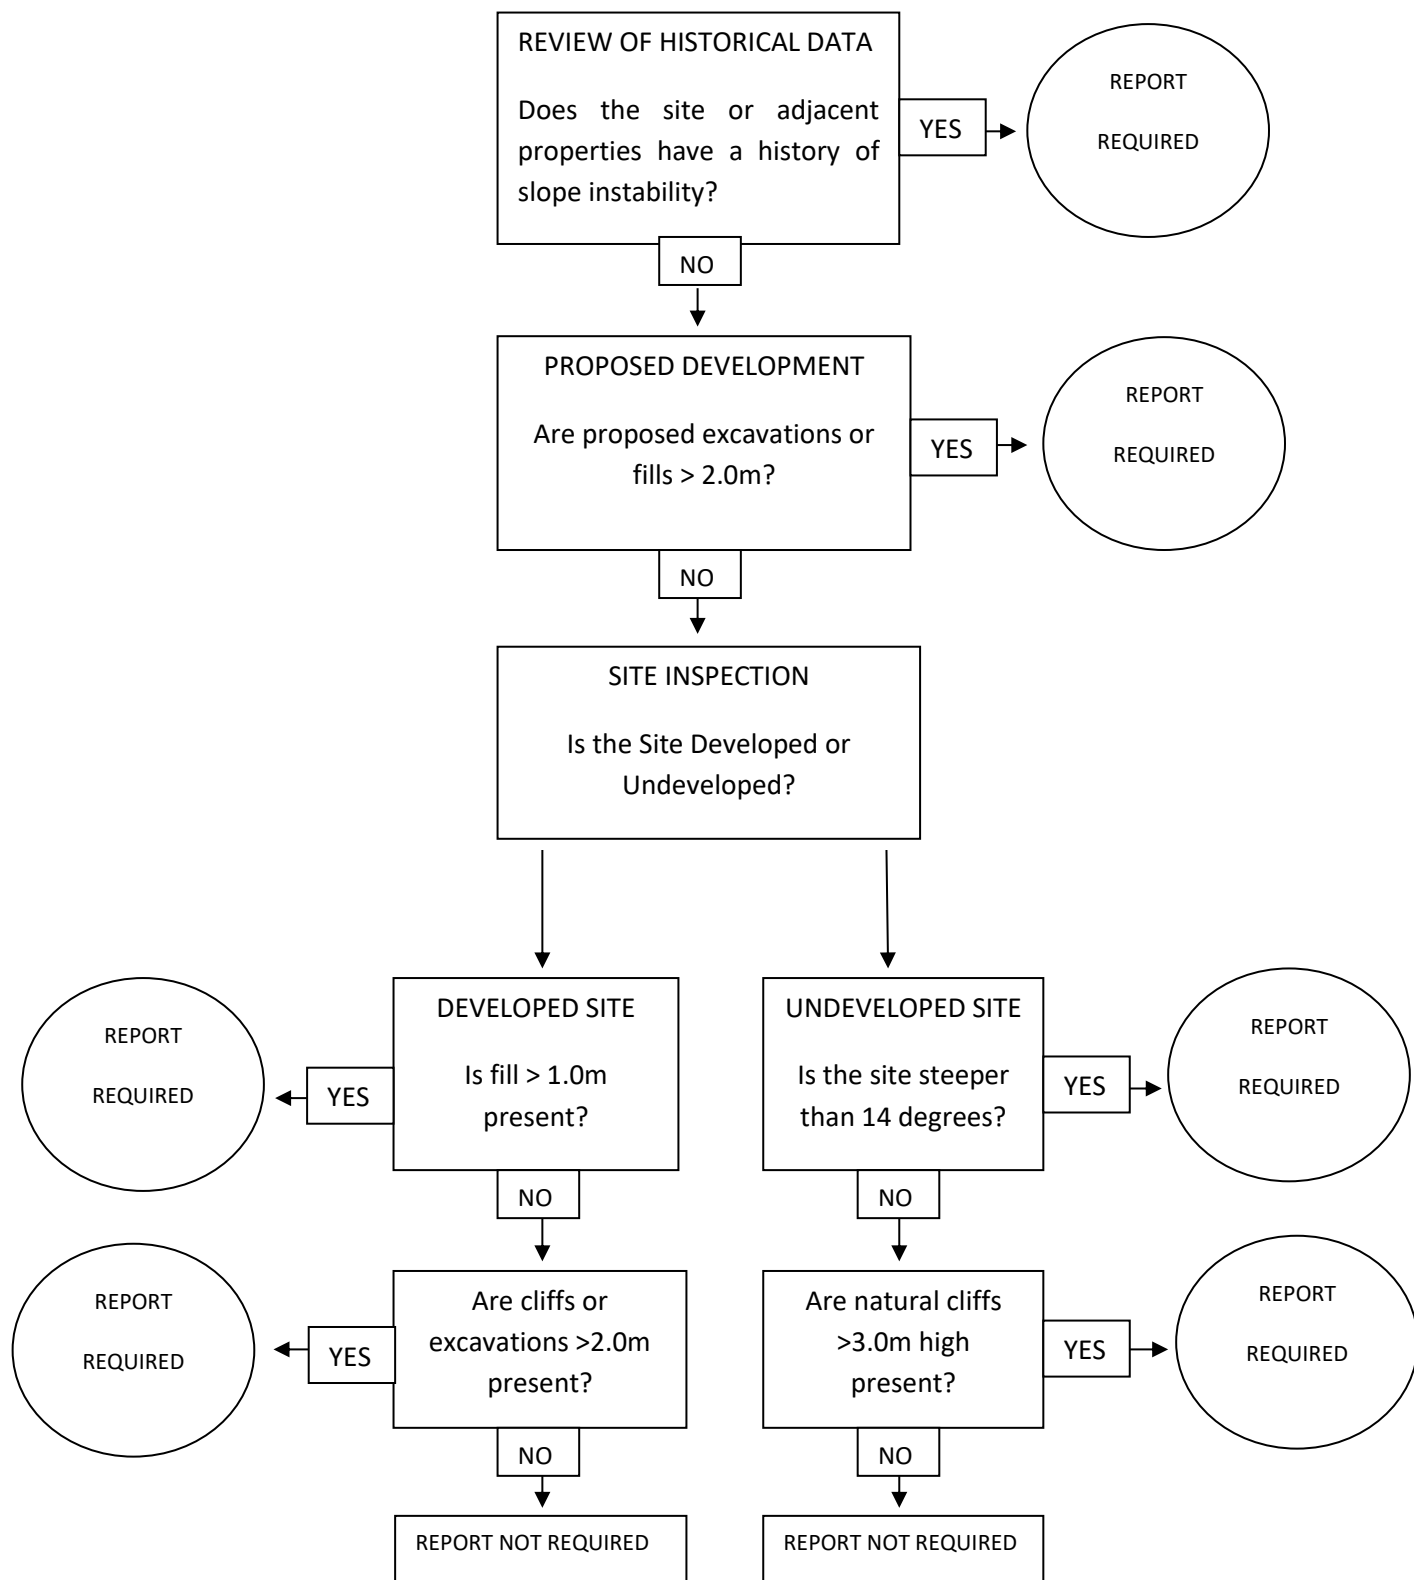 REVIEW OF HISTORICAL DATA
Does the site or adjacent
properties have a history of
slope instability?
YES
REPORT
REQUIRED
NO
PROPOSED DEVELOPMENT
Are proposed excavations or
fills > 2.0m?
YES
REPORT
REQUIRED
NO
SITE INSPECTION
Is the Site Developed or
Undeveloped?
DEVELOPED SITE
Is fill > 1.0m
present?
YES
REPORT
REQUIRED
NO
Are cliffs or
excavations >2.0m
present?
YES
REPORT
REQUIRED
NO
REPORT NOT REQUIRED
UNDEVELOPED SITE
Is the site steeper
than 14 degrees?
YES
REPORT
REQUIRED
NO
Are natural cliffs
>3.0m high
present?
YES
REPORT
REQUIRED
NO
REPORT NOT REQUIRED